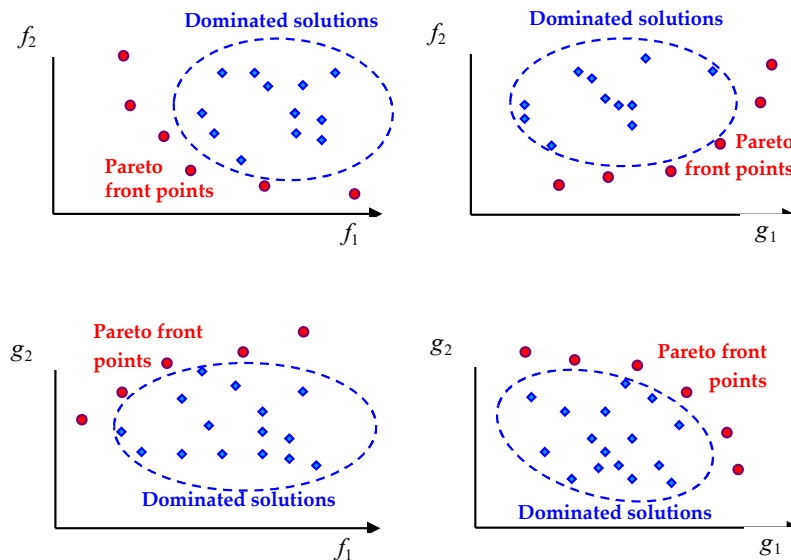 Dominated solutions
f2
Pareto
front points
f1
Dominated solutions
f2
Pareto
front points
g1
Pareto front
points
g2
Dominated solutions
f1
g2
Pareto front
points
Dominated solutions
g1